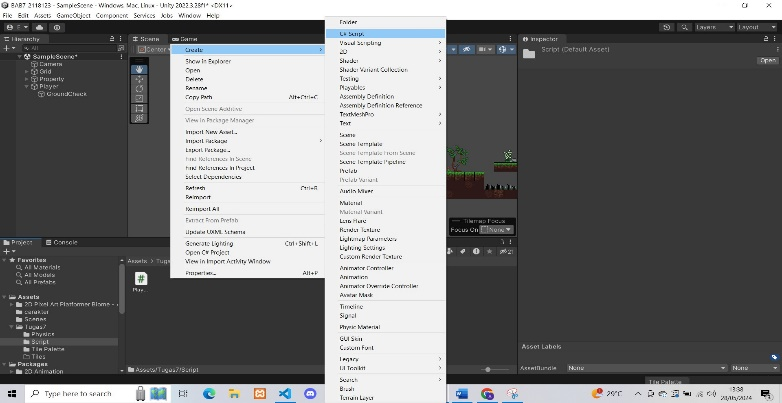 BAB7_2118123 - SampleScene - Windows, Mac, Linux - Unity 2022.3.28f1* <DX11>
File Edit Assets GameObject Component Services Jobs Window Help
Layers Layout
Hierarchy
Scene Game
Inspector
All
Center
SampleScene*
Camera
Grid
Property
Player
GroundCheck
Script (Default Asset)
Open
Create
Show in Explorer
Open
Delete
Rename
Copy Path Alt+Ctrl+C
Open Scene Additive
View in Package Manager
Import New Asset...
Import Package
Export Package...
Find References In Scene
Find References In Project
Select Dependencies
Refresh Ctrl+R
Reimport
Reimport All
Extract From Prefab
Update UXML Schema
Generate Lighting Ctrl+Shift+L
Open C# Project
View in Import Activity Window
Properties... Alt+P
Folder
C# Script
Visual Scripting
2D
Shader
Shader Variant Collection
Testing
Playables
Assembly Definition
Assembly Definition Reference
TextMeshPro
Text
Scene
Scene Template
Scene Template From Scene
Scene Template Pipeline
Prefab
Prefab Variant
Audio Mixer
Material
Material Variant
Lens Flare
Render Texture
Lightmap Parameters
Lighting Settings
Custom Render Texture
Animator Controller
Animation
Animator Override Controller
Avatar Mask
Timeline
Signal
Physic Material
GUI Skin
Custom Font
Legacy
UI Toolkit
Search
Brush
Terrain Layer
Tilemap Focus
Focus On None
Project Console
Favorites
All Materials
All Models
All Prefabs
Assets
2D Pixel Art Platformer Biome -
carakter
Scenes
Tugas7
Physics
Script
Tile Palette
Tiles
Packages
2D Animation
Assets Tuga
Play...
Assets/Tugas7/Script
21
Asset Labels
AssetBundle None None
Tile Palette
Type here to search
29°C
13:38
28/05/2024